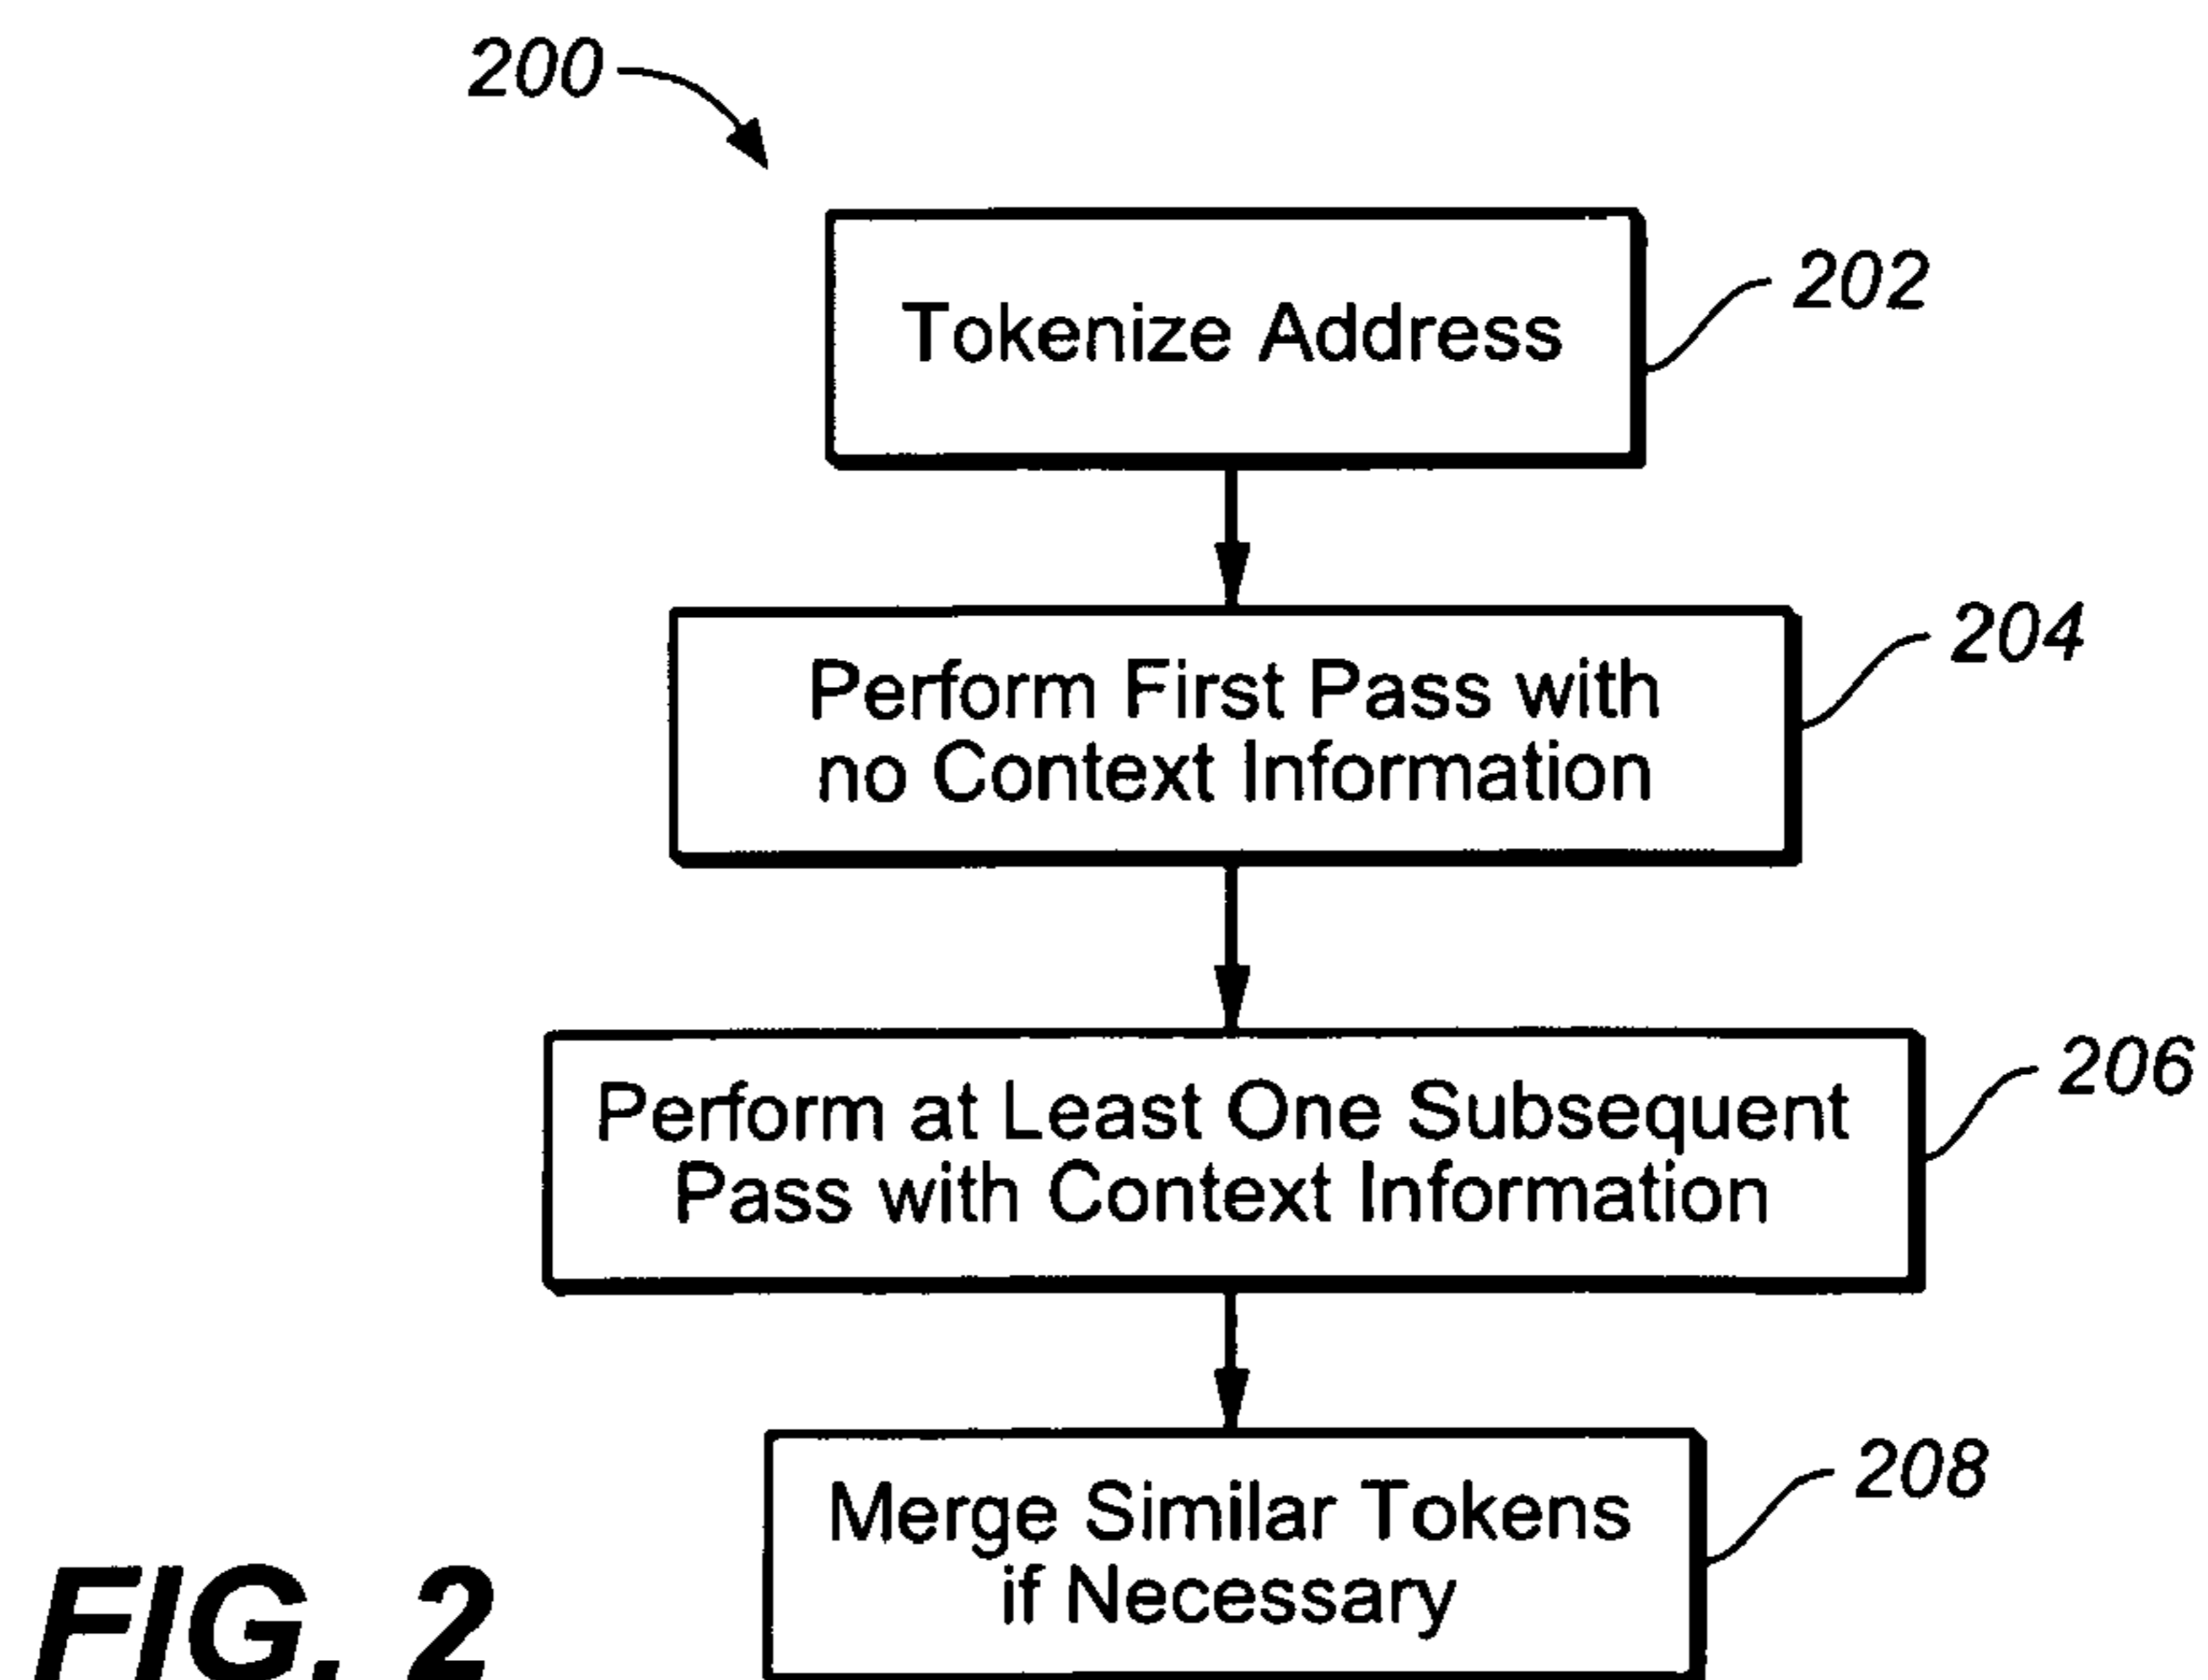 200
Tokenize Address
202
Perform First Pass with
no Context Information
204
Perform at Least One Subsequent
Pass with Context Information
206
Merge Similar Tokens
if Necessary
208
FIG. 2